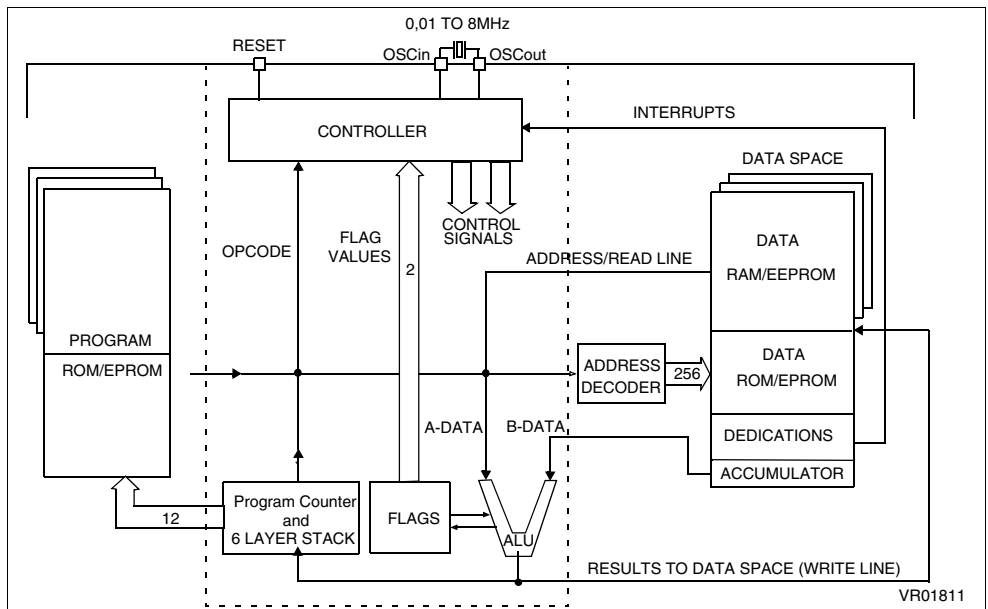 0,01 TO 8MHz
RESET
OSCin
OSCout
INTERRUPTS
CONTROLLER
DATA SPACE
CONTROL
SIGNALS
OPCODE
FLAG
VALUES
2
ADDRESS/READ LINE
DATA
RAM/EEPROM
PROGRAM
ROM/EPROM
ADDRESS
DECODER
256
DATA
ROM/EPROM
A-DATA
B-DATA
DEDICATIONS
ACCUMULATOR
12
Program Counter
and
6 LAYER STACK
FLAGS
ALU
RESULTS TO DATA SPACE (WRITE LINE)
VR01811